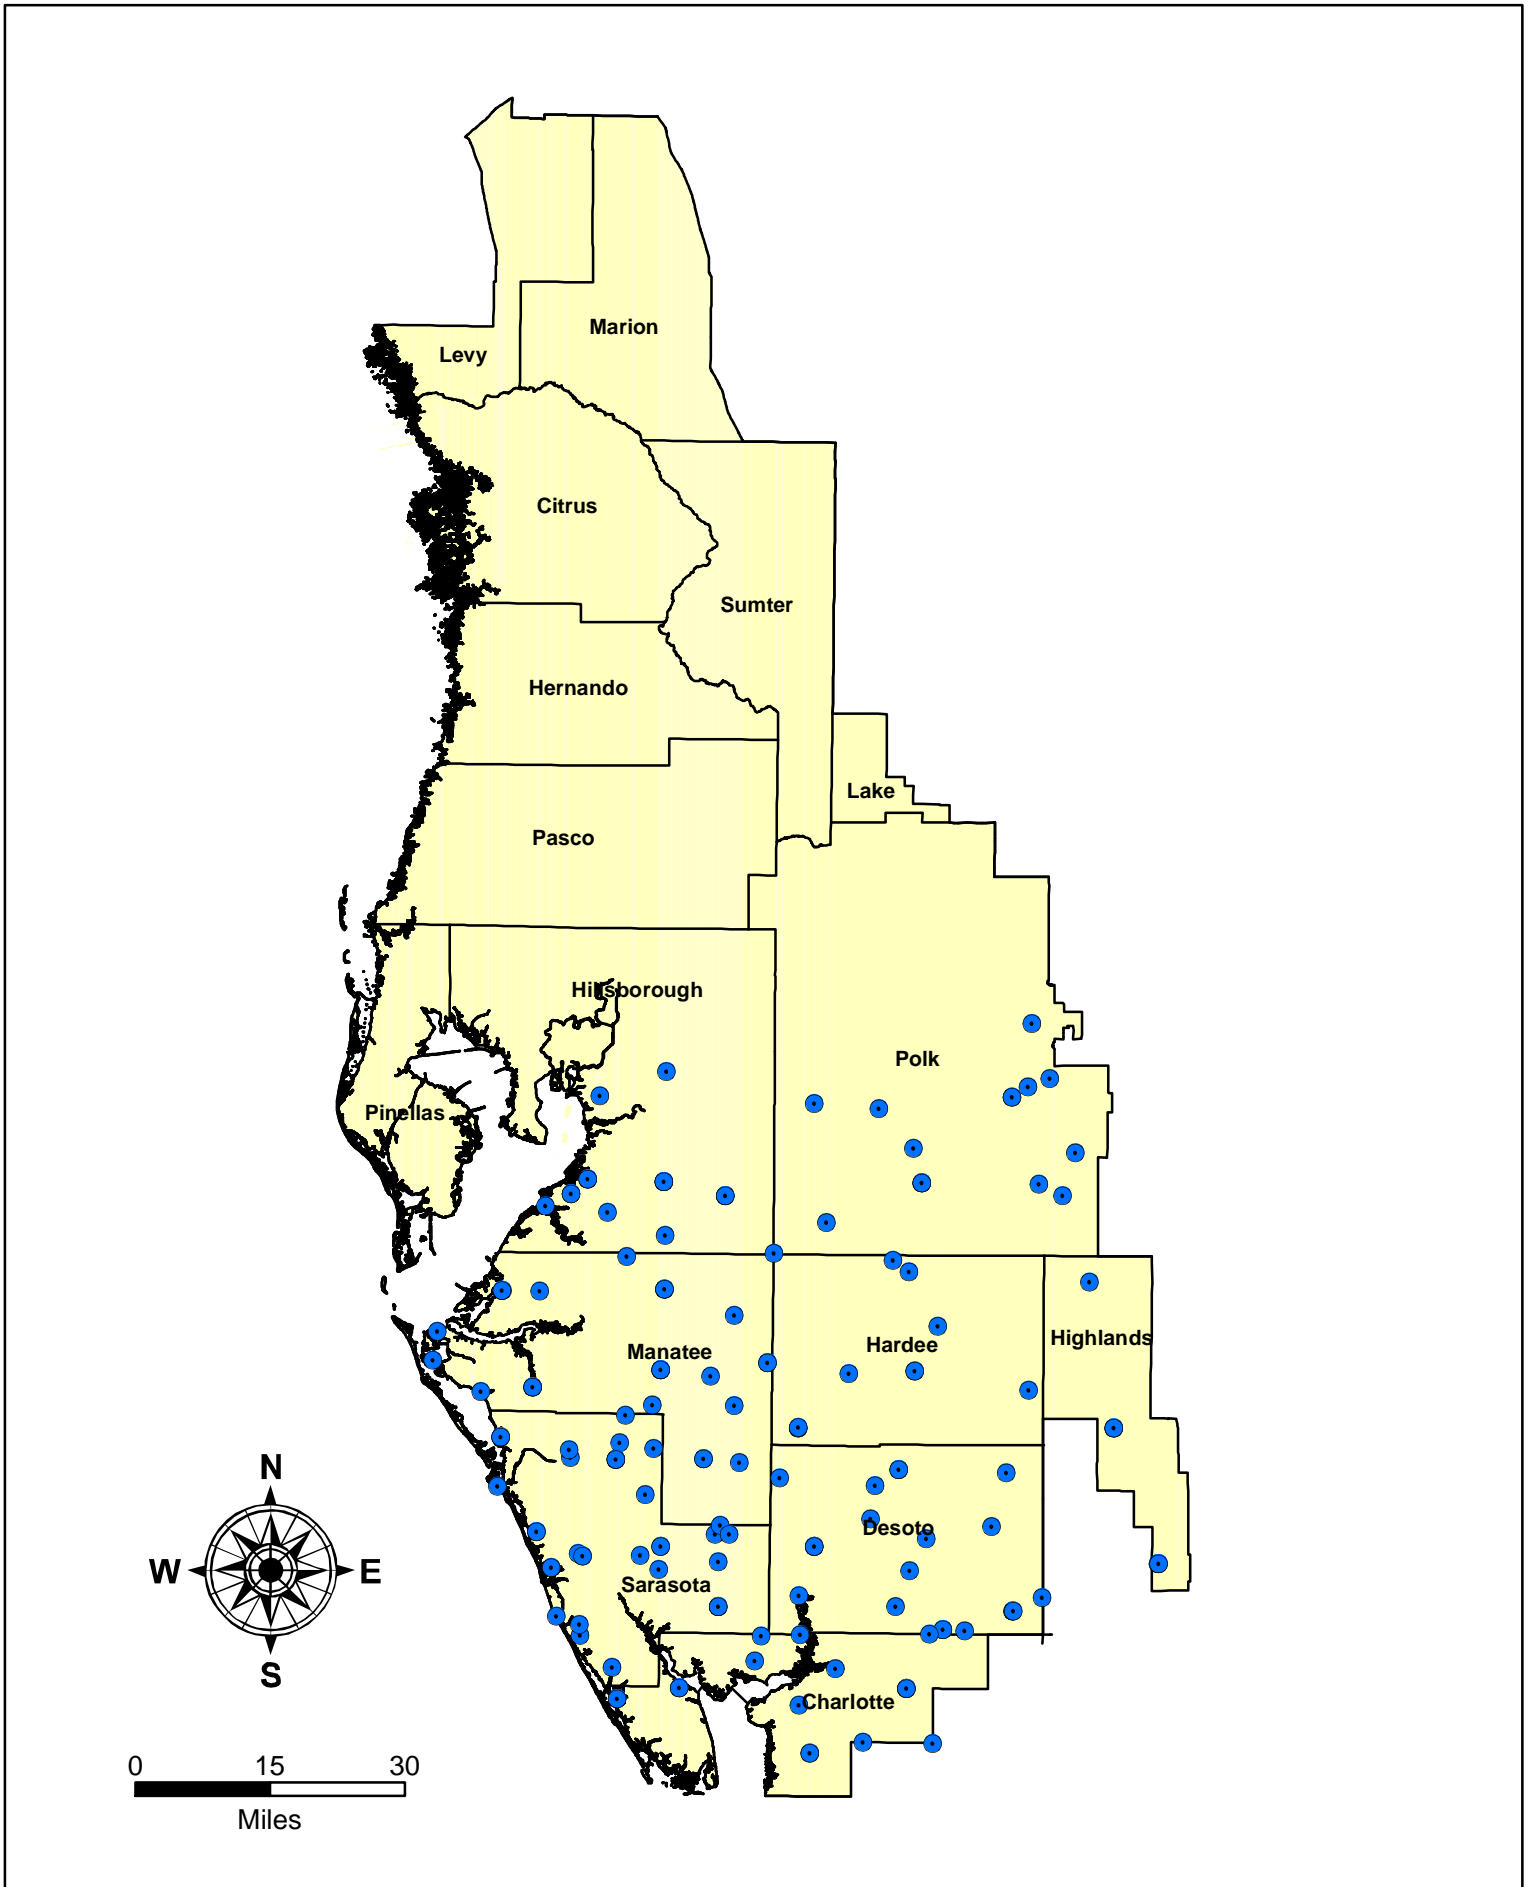 Marion
Levy
Citrus
Sumter
Hernando
Lake
Pasco
Hillsborough
Polk
Pinellas
Highlands
Hardee
Manatee
N
Desoto
W
E
Sarasota
S
Charlotte
0 15 30
Miles